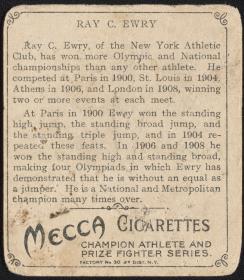 RAY C. EWRY
Ray C. Ewry, of the New York Athletic
Club, has won more Olympic and National
championships than any other athlete. He
competed at Paris in 1900, St. Louis in 1904,
Athens in 1906, and London in 1908, winning
two or more events at each meet.
At Paris in 1900 Ewry won the standing
high jump, the standing broad jump, and
the standing triple jump, and in 1904 re-
peated these feats. In 1906 and 1908 he
won the standing high and standing broad,
making four Olympiads in which Ewry has
demonstrated that he is without an equal as
a jumper. He is a National and Metropolitan
champion many times over.
MECCA CIGARETTES
CHAMPION ATHLETE AND
PRIZE FIGHTER SERIES.
FACTORY No 30 2d DIST. N.Y.